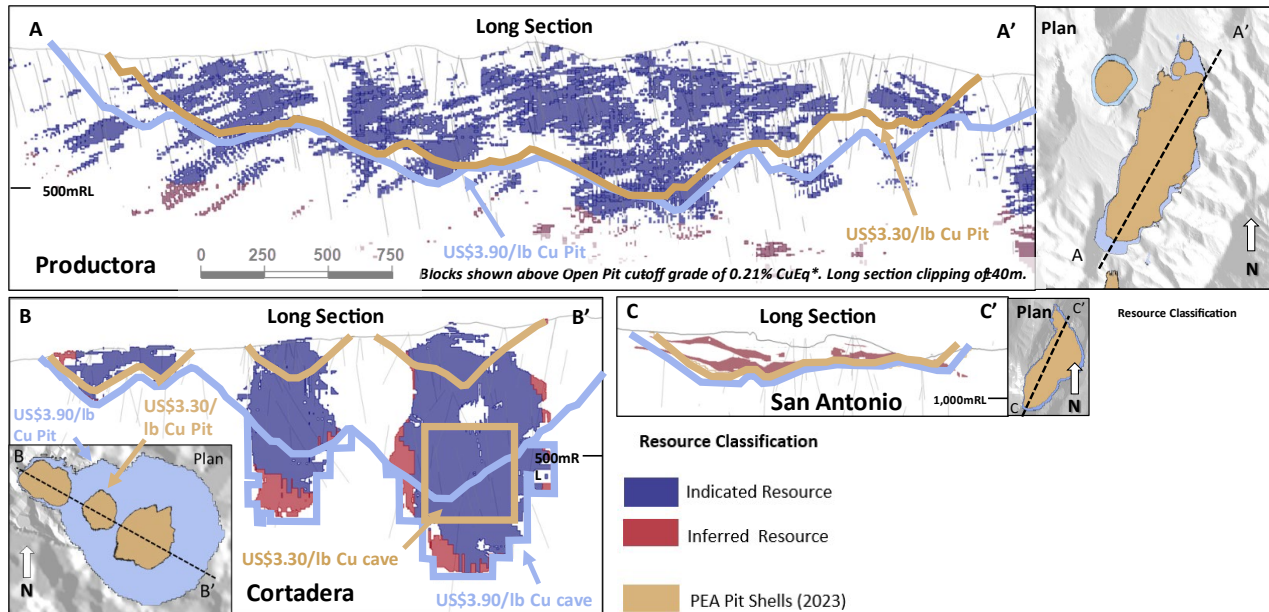 A
Long Section
A'
500mRL
US$3.90/lb Cu Pit
US$3.30/lb Cu Pit
0 250 500 750
Productora
Blocks shown above Open Pit cutoff grade of 0.21% CuEq*. Long section clipping of±40m.
Plan
A'
A
N
B
Long Section
B'
US$3.90/lb
Cu Pit
US$3.30/
lb Cu Pit
500mR
L
Plan
B
B'
N
US$3.30/lb Cu cave
US$3.90/lb Cu cave
Cortadera
C
Long Section
C'
San Antonio
1,000mRL
Plan
C'
C
N
Resource Classification
Resource Classification
Indicated Resource
Inferred Resource
PEA Pit Shells (2023)